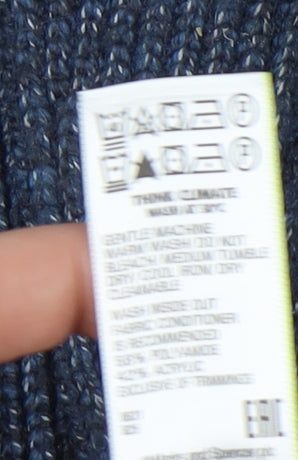 THINK CLIMATE
WASH AT 30°C
GENTLE MACHINE
WARM WASH DO NOT
BLEACH MEDIUM TUMBLE
DRY COOL IRON DRY
CLEANABLE
WASH INSIDE OUT
FABRIC CONDITIONER
IS RECOMMENDED
58% POLYAMIDE
42% ACRYLIC
EXCLUSIVE OF TRIMMINGS